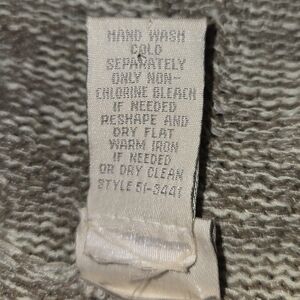 HAND WASH
COLD
SEPARATELY
ONLY NON-
CHLORINE BLEACH
IF NEEDED
RESHAPE AND
DRY FLAT
WARM IRON
IF NEEDED
OR DRY CLEAN
STYLE 51-3441